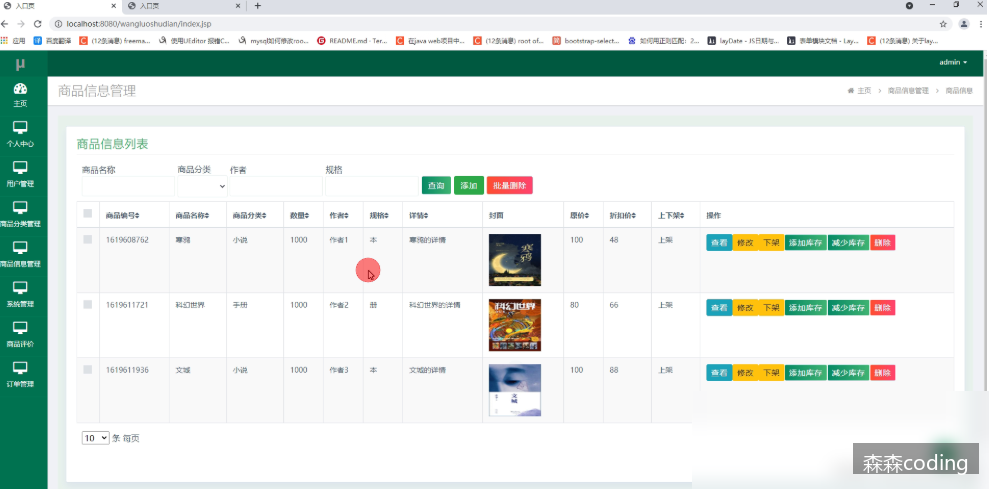 入口页
入口页
localhost:8080/wangluoshudian/index.jsp
应用 百度翻译 (12条消息) freema... 使用UEditor 报错C... mysql如何修改roo... README.md · Ter... 在java web项目中... (12条消息) root of... bootstrap-select... 如何用正则匹配：2... layDate - JS日期与... 表单模块文档 - Lay... (12条消息) 关于lay...
μ
admin
主页
个人中心
用户管理
商品分类管理
商品信息管理
系统管理
商品评价
订单管理
商品信息管理
主页 > 商品信息管理 > 商品信息
商品信息列表
商品名称 商品分类 作者 规格
查询 添加 批量删除
商品编号 商品名称 商品分类 数量 作者 规格 详情 封面 原价 折扣价 上下架 操作
1619608762 寒鸦 小说 1000 作者1 本 寒鸦的详情 100 48 上架 查看 修改 下架 添加库存 减少库存 删除
寒鸦
1619611721 科幻世界 手册 1000 作者2 册 科幻世界的详情 80 66 上架 查看 修改 下架 添加库存 减少库存 删除
科幻世界
1619611936 文城 小说 1000 作者3 本 文城的详情 100 88 上架 查看 修改 下架 添加库存 减少库存 删除
文城
10 条 每页
森森coding